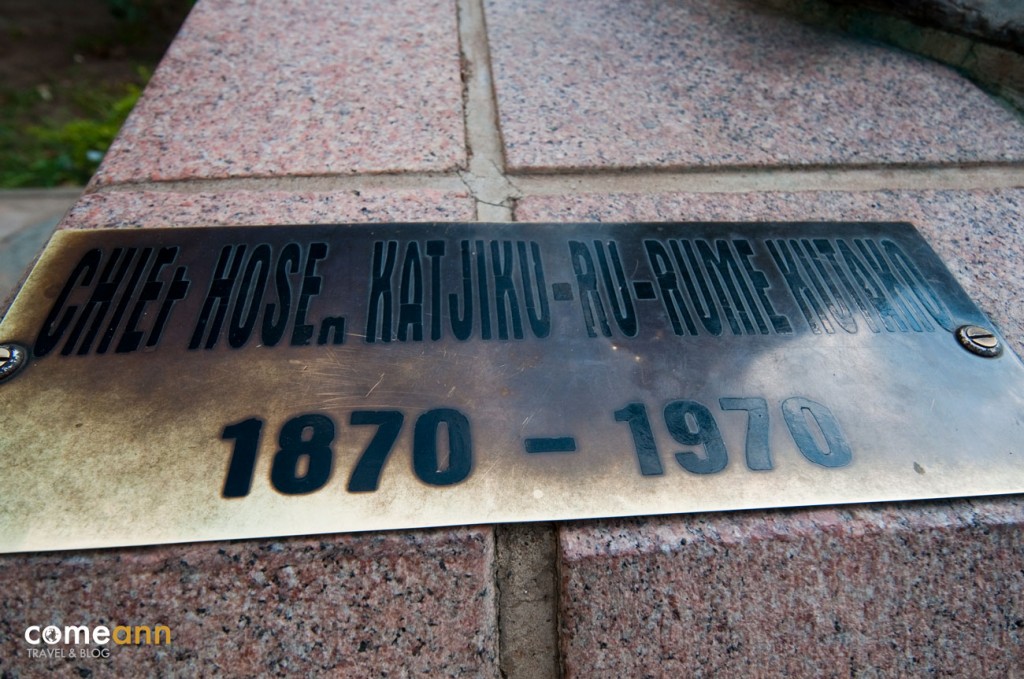 CHIEF HOSEA KATJIKU-RU-RUME KUTAKO
1870 - 1970
comeann
TRAVEL & BLOG